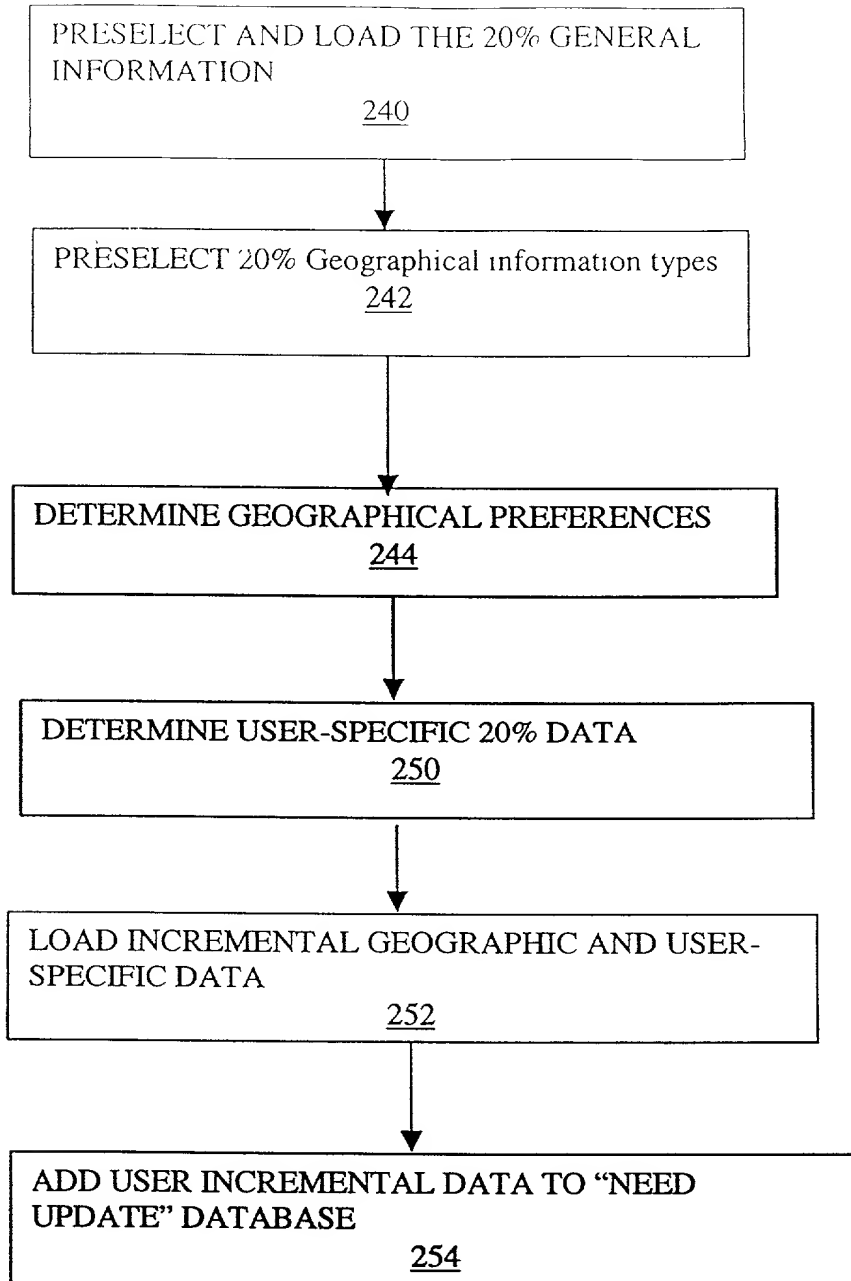 PRESELECT AND LOAD THE 20% GENERAL
INFORMATION
240
PRESELECT 20% Geographical information types
242
DETERMINE GEOGRAPHICAL PREFERENCES
244
DETERMINE USER-SPECIFIC 20% DATA
250
LOAD INCREMENTAL GEOGRAPHIC AND USER-
SPECIFIC DATA
252
ADD USER INCREMENTAL DATA TO “NEED
UPDATE” DATABASE
254